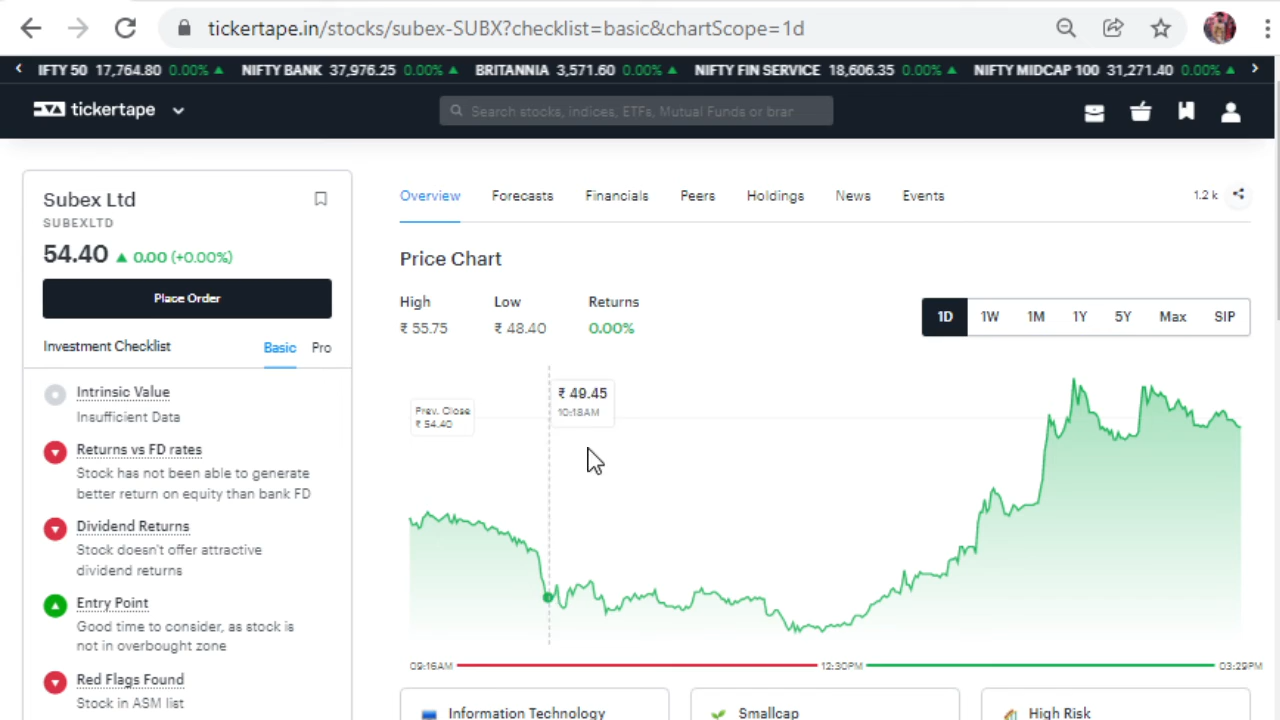 tickertape.in/stocks/subex-SUBX?checklist=basic&chartScope=1d
IFTY 50 17,764.80 0.00% NIFTY BANK 37,976.25 0.00% BRITANNIA 3,571.60 0.00% NIFTY FIN SERVICE 18,606.35 0.00% NIFTY MIDCAP 100 31,271.40 0.00%
tickertape
Search stocks, indices, ETFs, Mutual Funds or bran
Subex Ltd
SUBEXLTD
54.40 0.00 (+0.00%)
Place Order
Investment Checklist Basic Pro
Intrinsic Value
Insufficient Data
Returns vs FD rates
Stock has not been able to generate
better return on equity than bank FD
Dividend Returns
Stock doesn't offer attractive
dividend returns
Entry Point
Good time to consider, as stock is
not in overbought zone
Red Flags Found
Stock in ASM list
Overview Forecasts Financials Peers Holdings News Events 1.2 k
Price Chart
High Low Returns
₹ 55.75 ₹ 48.40 0.00%
1D 1W 1M 1Y 5Y Max SIP
Prev. Close
₹ 54.40
₹ 49.45
10:18AM
09:16AM 12:30PM 03:29PM
Information Technology Smallcap High Risk